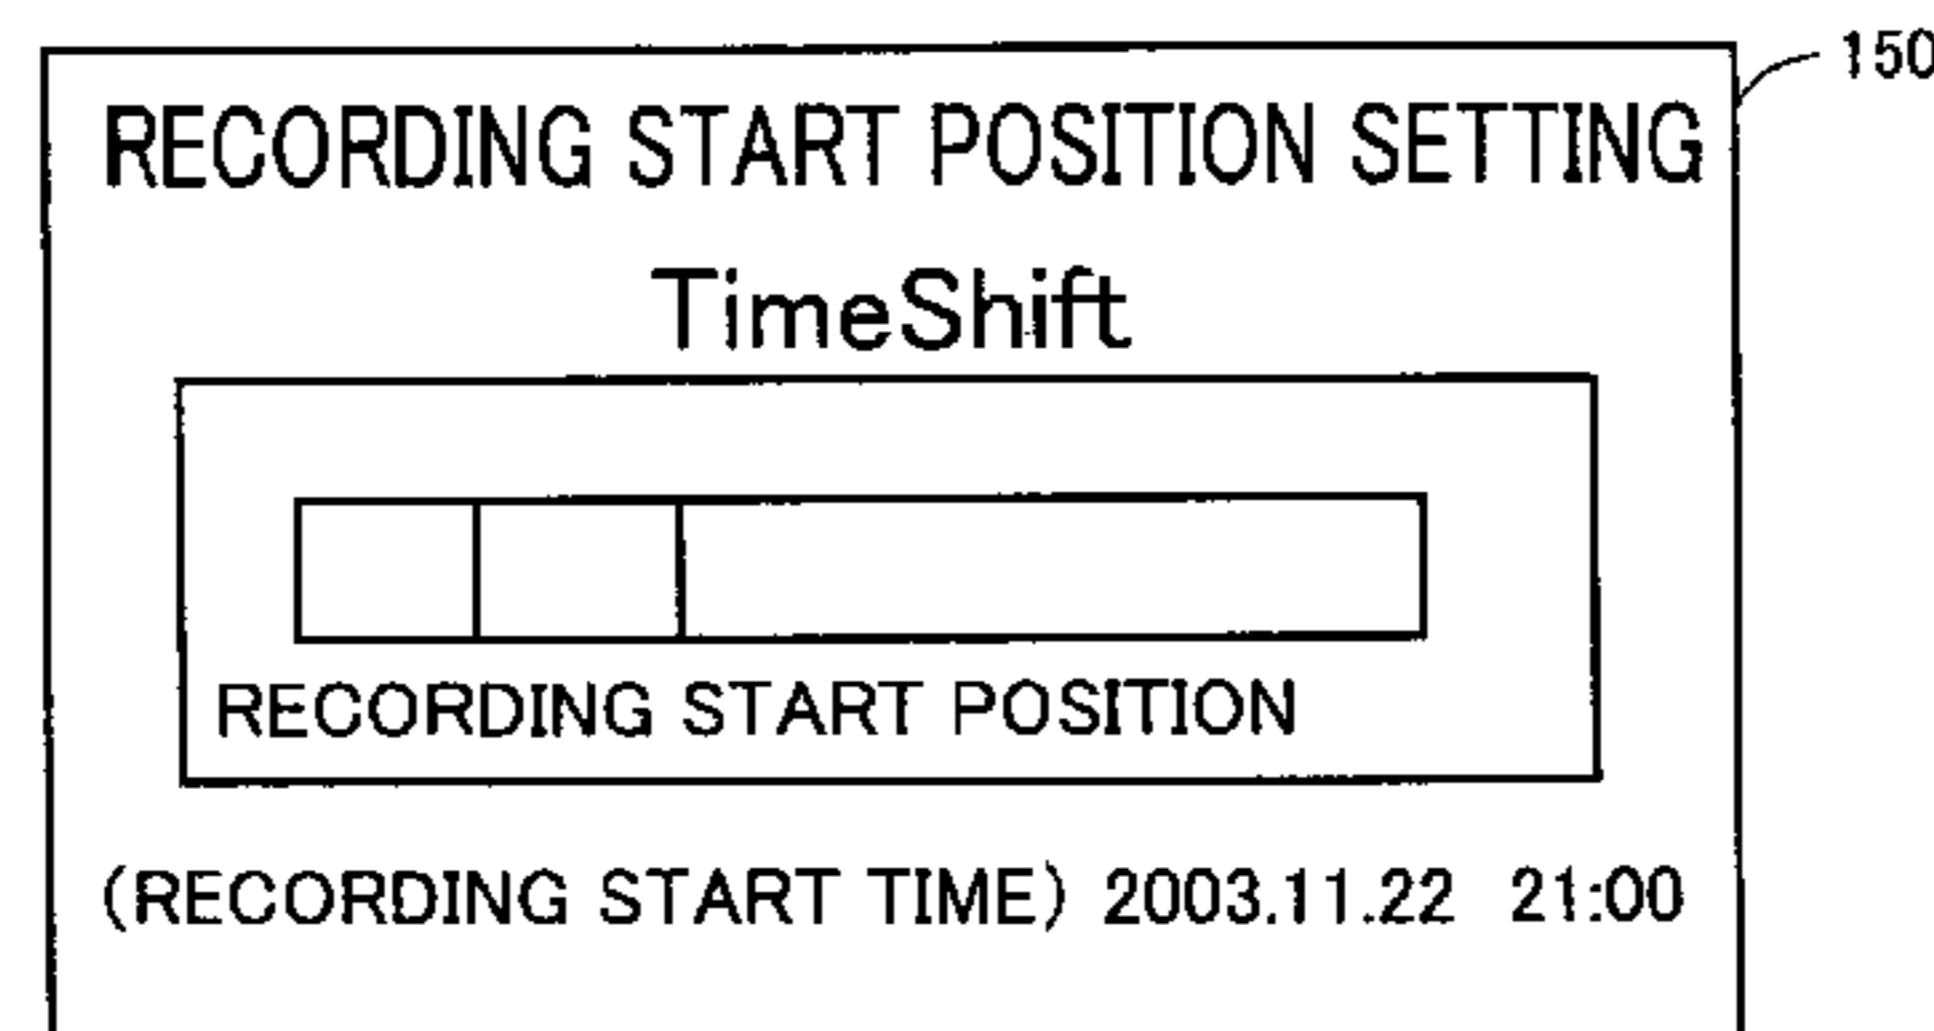 150
RECORDING START POSITION SETTING
TimeShift
RECORDING START POSITION
(RECORDING START TIME) 2003.11.22 21:00